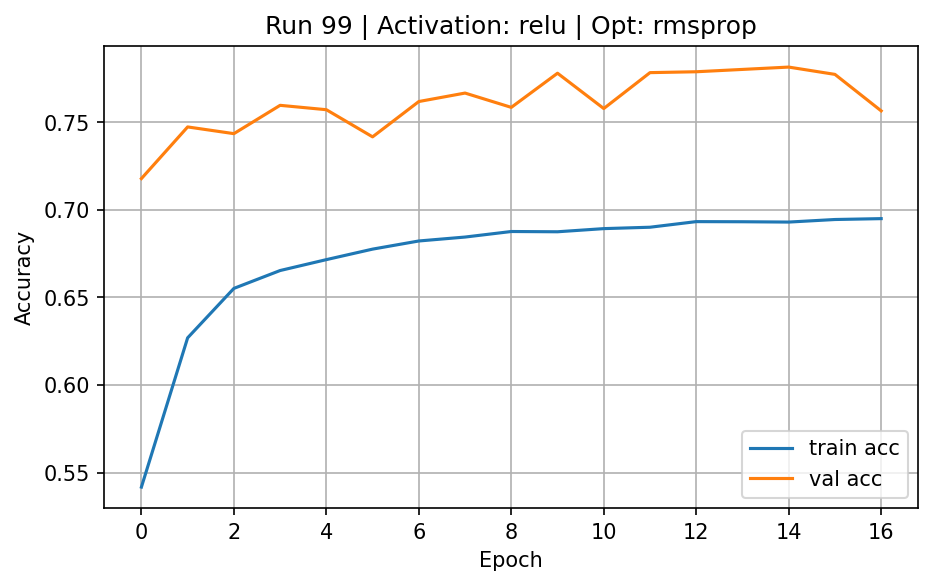 Run 99 | Activation: relu | Opt: rmsprop
Accuracy
0.75
0.70
0.65
0.60
0.55
train acc
val acc
0 2 4 6 8 10 12 14 16
Epoch